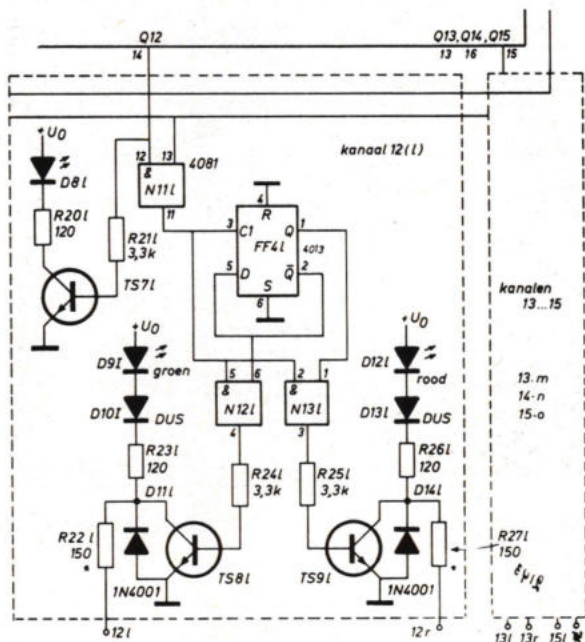 Q12
Q13, Q14, Q15
14
13 16 15
kanaal 12(l)
+U0
12 13
4081
&
N11l
11
D8l
R20l
120
R21l
3,3k
TS7l
4
R
3 C1
Q 1
FF4l
4013
5 D
Q̅ 2
S
6
kanalen
13...15
13-m
14-n
15-o
+U0
D9I
groen
D10I
DUS
R23l
120
D11l
5 6
&
N12l
4
2 1
&
N13l
3
+U0
D12l
rood
D13l
DUS
R26l
120
D14l
R24l
3,3k
R25l
3,3k
R22l
150
*
1N4001
TS8l
TS9l
1N4001
R27l
150
*
12l
12r
13l 13r 15l